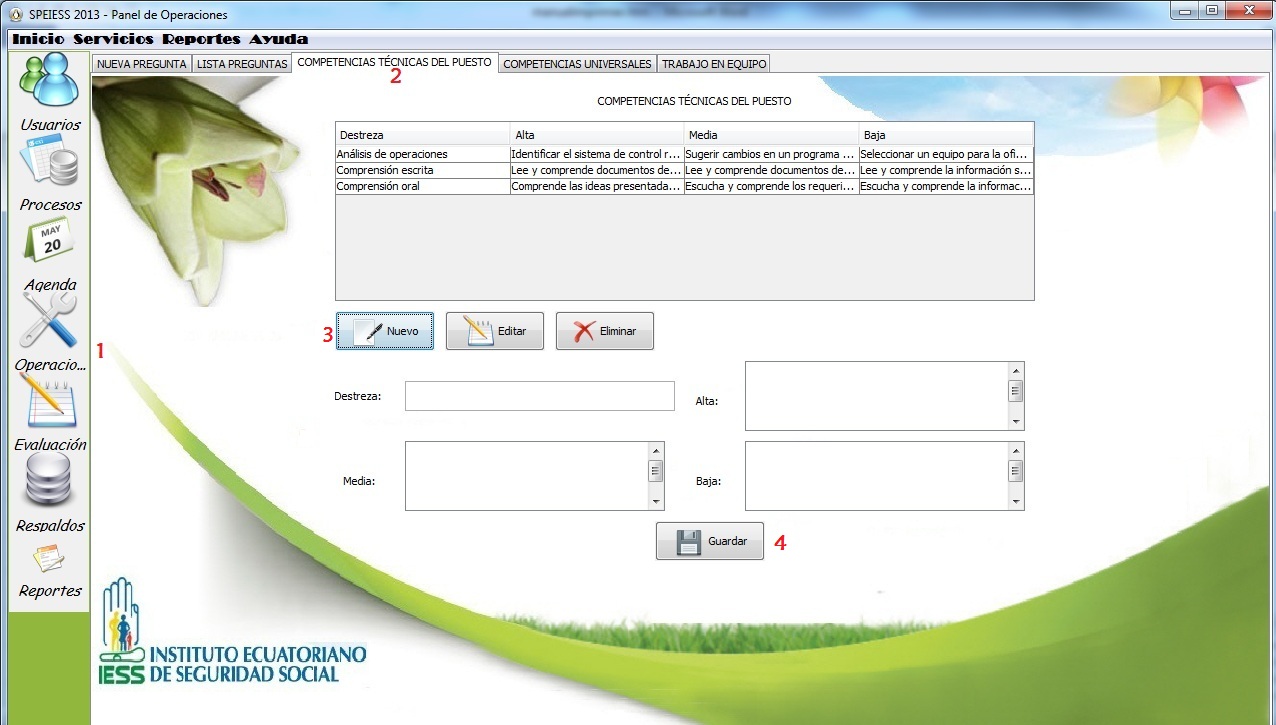 SPEIESS 2013 - Panel de Operaciones
Inicio Servicios Reportes Ayuda
NUEVA PREGUNTA LISTA PREGUNTAS COMPETENCIAS TÉCNICAS DEL PUESTO COMPETENCIAS UNIVERSALES TRABAJO EN EQUIPO
2
COMPETENCIAS TÉCNICAS DEL PUESTO
Usuarios
Procesos
MAY
20
Agenda
Operacio...
1
Evaluación
Respaldos
Reportes
Destreza Alta Media Baja
Análisis de operaciones Identificar el sistema de control r... Sugerir cambios en un programa ... Seleccionar un equipo para la ofi...
Comprensión escrita Lee y comprende documentos de... Lee y comprende documentos de... Lee y comprende la información s...
Comprensión oral Comprende las ideas presentada... Escucha y comprende los requeri... Escucha y comprende la informac...
3 Nuevo Editar Eliminar
Destreza: Alta:
Media: Baja:
Guardar 4
IESS INSTITUTO ECUATORIANO
DE SEGURIDAD SOCIAL